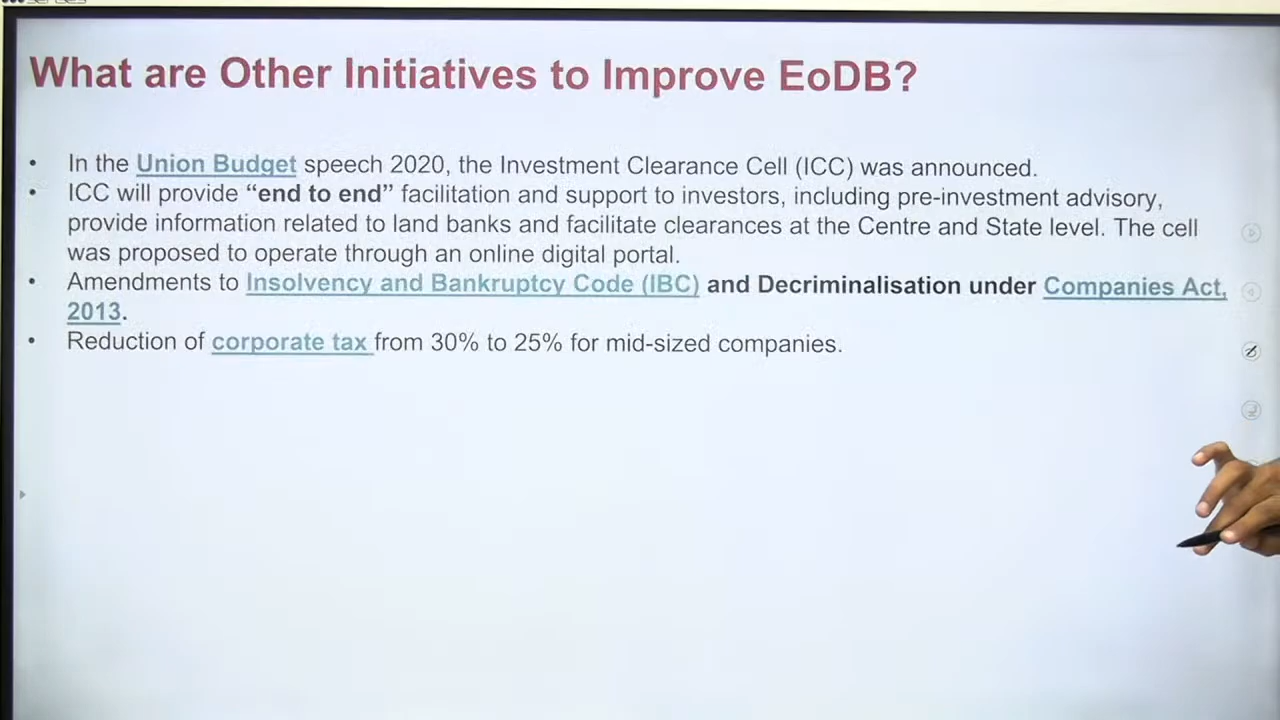 What are Other Initiatives to Improve EoDB?
• In the Union Budget speech 2020, the Investment Clearance Cell (ICC) was announced.
• ICC will provide “end to end” facilitation and support to investors, including pre-investment advisory,
provide information related to land banks and facilitate clearances at the Centre and State level. The cell
was proposed to operate through an online digital portal.
• Amendments to Insolvency and Bankruptcy Code (IBC) and Decriminalisation under Companies Act,
2013.
• Reduction of corporate tax from 30% to 25% for mid-sized companies.